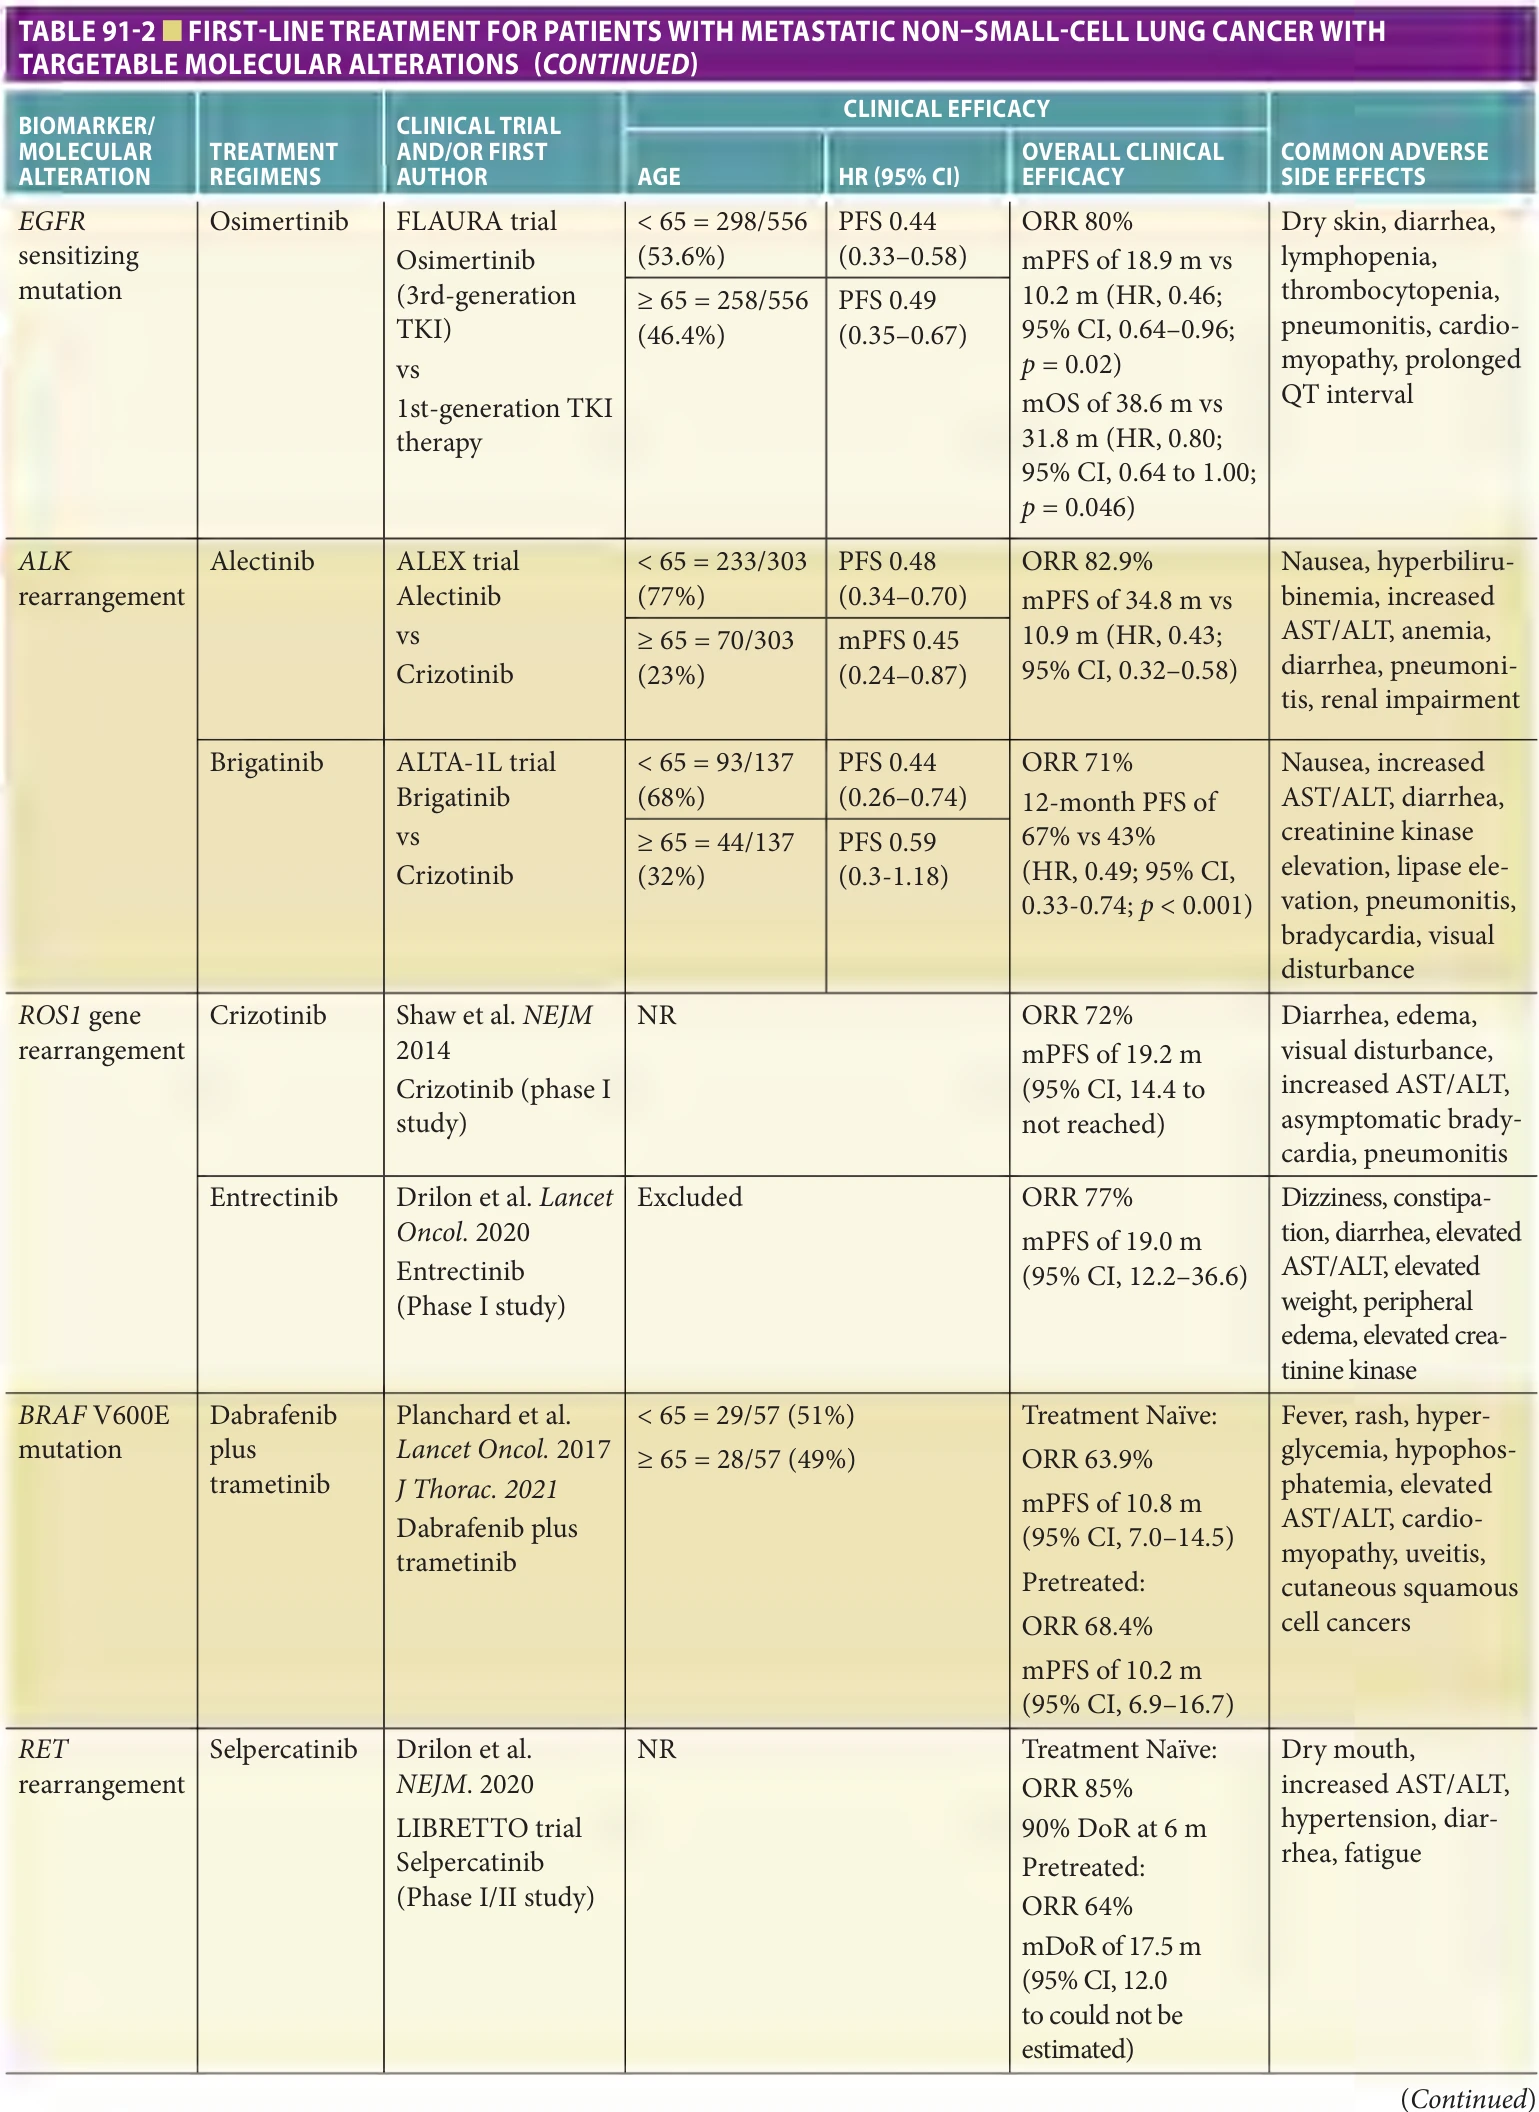 TABLE 91-2 ■ FIRST-LINE TREATMENT FOR PATIENTS WITH METASTATIC NON–SMALL-CELL LUNG CANCER WITH
TARGETABLE MOLECULAR ALTERATIONS (CONTINUED)
BIOMARKER/
MOLECULAR
ALTERATION
TREATMENT
REGIMENS
CLINICAL TRIAL
AND/OR FIRST
AUTHOR
CLINICAL EFFICACY
AGE
HR (95% CI)
OVERALL CLINICAL
EFFICACY
COMMON ADVERSE
SIDE EFFECTS
EGFR
sensitizing
mutation
Osimertinib
FLAURA trial
Osimertinib
(3rd-generation
TKI)
vs
1st-generation TKI
therapy
< 65 = 298/556
(53.6%)
PFS 0.44
(0.33–0.58)
≥ 65 = 258/556
(46.4%)
PFS 0.49
(0.35–0.67)
ORR 80%
mPFS of 18.9 m vs
10.2 m (HR, 0.46;
95% CI, 0.64–0.96;
p = 0.02)
mOS of 38.6 m vs
31.8 m (HR, 0.80;
95% CI, 0.64 to 1.00;
p = 0.046)
Dry skin, diarrhea,
lymphopenia,
thrombocytopenia,
pneumonitis, cardio-
myopathy, prolonged
QT interval
ALK
rearrangement
Alectinib
ALEX trial
Alectinib
vs
Crizotinib
< 65 = 233/303
(77%)
PFS 0.48
(0.34–0.70)
≥ 65 = 70/303
(23%)
mPFS 0.45
(0.24–0.87)
ORR 82.9%
mPFS of 34.8 m vs
10.9 m (HR, 0.43;
95% CI, 0.32–0.58)
Nausea, hyperbiliru-
binemia, increased
AST/ALT, anemia,
diarrhea, pneumoni-
tis, renal impairment
Brigatinib
ALTA-1L trial
Brigatinib
vs
Crizotinib
< 65 = 93/137
(68%)
PFS 0.44
(0.26–0.74)
≥ 65 = 44/137
(32%)
PFS 0.59
(0.3-1.18)
ORR 71%
12-month PFS of
67% vs 43%
(HR, 0.49; 95% CI,
0.33-0.74; p < 0.001)
Nausea, increased
AST/ALT, diarrhea,
creatinine kinase
elevation, lipase ele-
vation, pneumonitis,
bradycardia, visual
disturbance
ROS1 gene
rearrangement
Crizotinib
Shaw et al. NEJM
2014
Crizotinib (phase I
study)
NR
ORR 72%
mPFS of 19.2 m
(95% CI, 14.4 to
not reached)
Diarrhea, edema,
visual disturbance,
increased AST/ALT,
asymptomatic brady-
cardia, pneumonitis
Entrectinib
Drilon et al. Lancet
Oncol. 2020
Entrectinib
(Phase I study)
Excluded
ORR 77%
mPFS of 19.0 m
(95% CI, 12.2–36.6)
Dizziness, constipa-
tion, diarrhea, elevated
AST/ALT, elevated
weight, peripheral
edema, elevated crea-
tinine kinase
BRAF V600E
mutation
Dabrafenib
plus
trametinib
Planchard et al.
Lancet Oncol. 2017
J Thorac. 2021
Dabrafenib plus
trametinib
< 65 = 29/57 (51%)
≥ 65 = 28/57 (49%)
Treatment Naïve:
ORR 63.9%
mPFS of 10.8 m
(95% CI, 7.0–14.5)
Pretreated:
ORR 68.4%
mPFS of 10.2 m
(95% CI, 6.9–16.7)
Fever, rash, hyper-
glycemia, hypophos-
phatemia, elevated
AST/ALT, cardio-
myopathy, uveitis,
cutaneous squamous
cell cancers
RET
rearrangement
Selpercatinib
Drilon et al.
NEJM. 2020
LIBRETTO trial
Selpercatinib
(Phase I/II study)
NR
Treatment Naïve:
ORR 85%
90% DoR at 6 m
Pretreated:
ORR 64%
mDoR of 17.5 m
(95% CI, 12.0
to could not be
estimated)
Dry mouth,
increased AST/ALT,
hypertension, diar-
rhea, fatigue
(Continued)